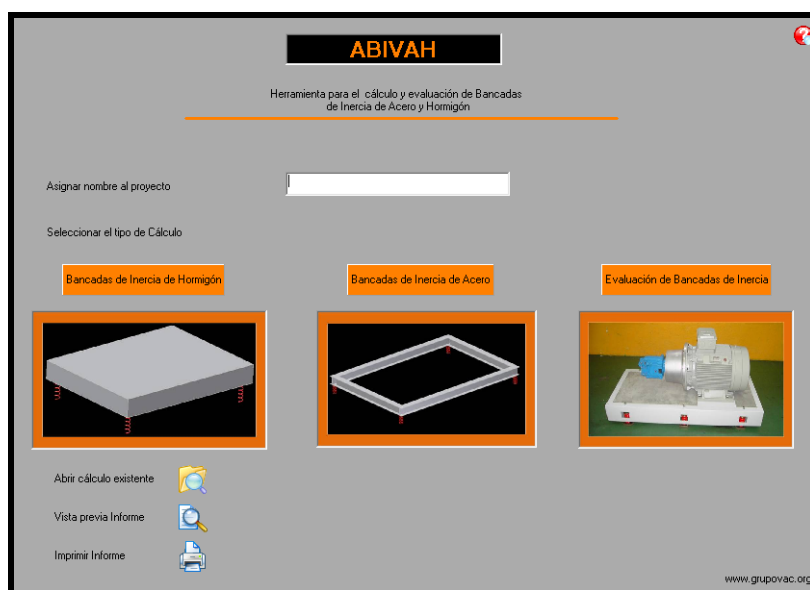 ABIVAH
Herramienta para el cálculo y evaluación de Bancadas
de Inercia de Acero y Hormigón
Asignar nombre al proyecto
Seleccionar el tipo de Cálculo
Bancadas de Inercia de Hormigón
Bancadas de Inercia de Acero
Evaluación de Bancadas de Inercia
Abrir cálculo existente
Vista previa Informe
Imprimir Informe
www.grupovac.org